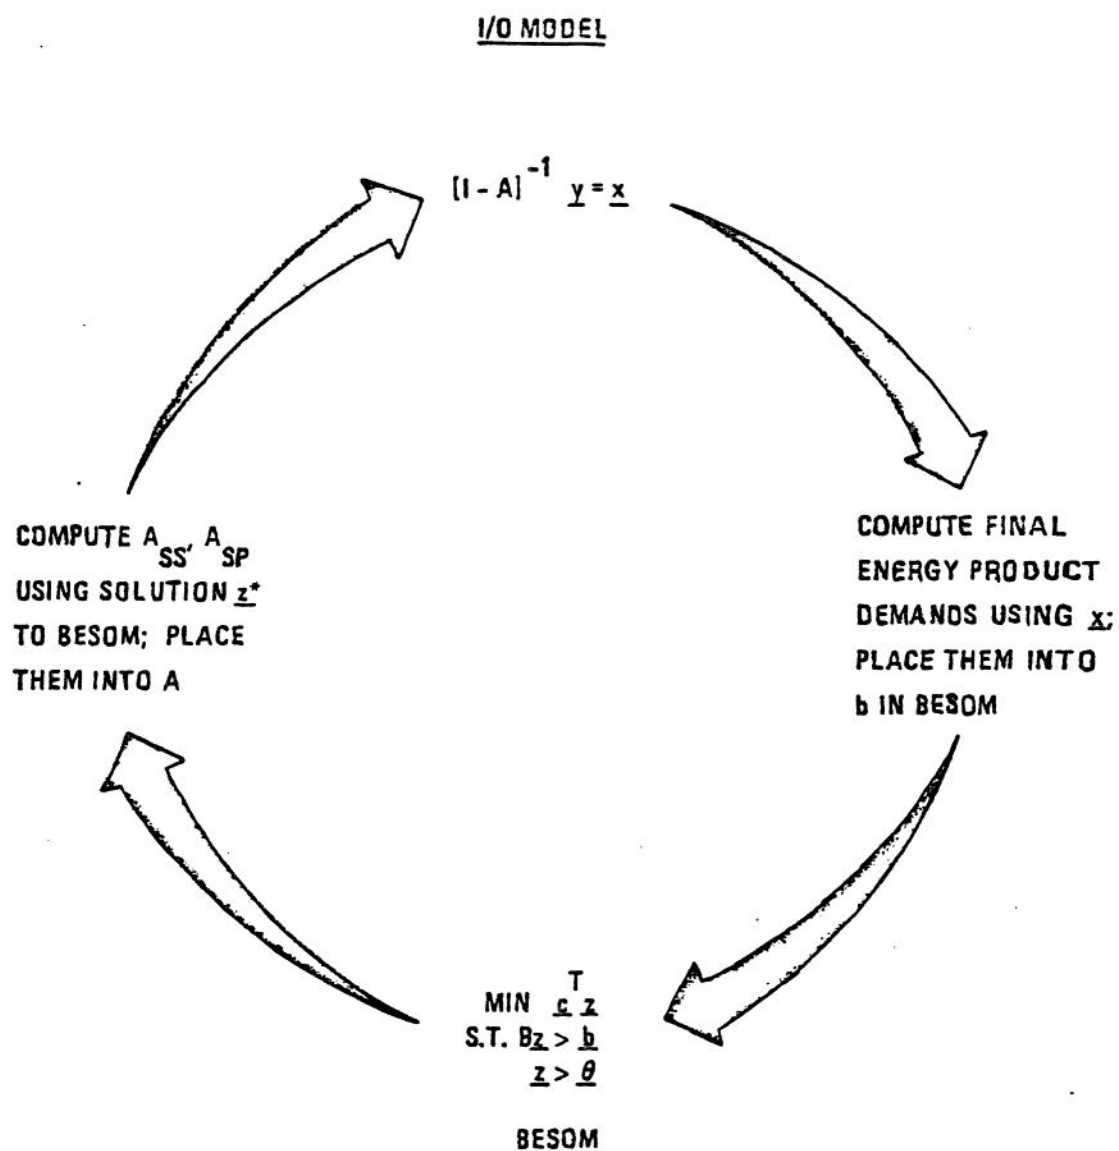 I/O MODEL
[I - A]^-1 y = x
COMPUTE A_SS, A_SP
USING SOLUTION z*
TO BESOM; PLACE
THEM INTO A
COMPUTE FINAL
ENERGY PRODUCT
DEMANDS USING x;
PLACE THEM INTO
b IN BESOM
MIN c^T z
S.T. Bz > b
z > θ
BESOM